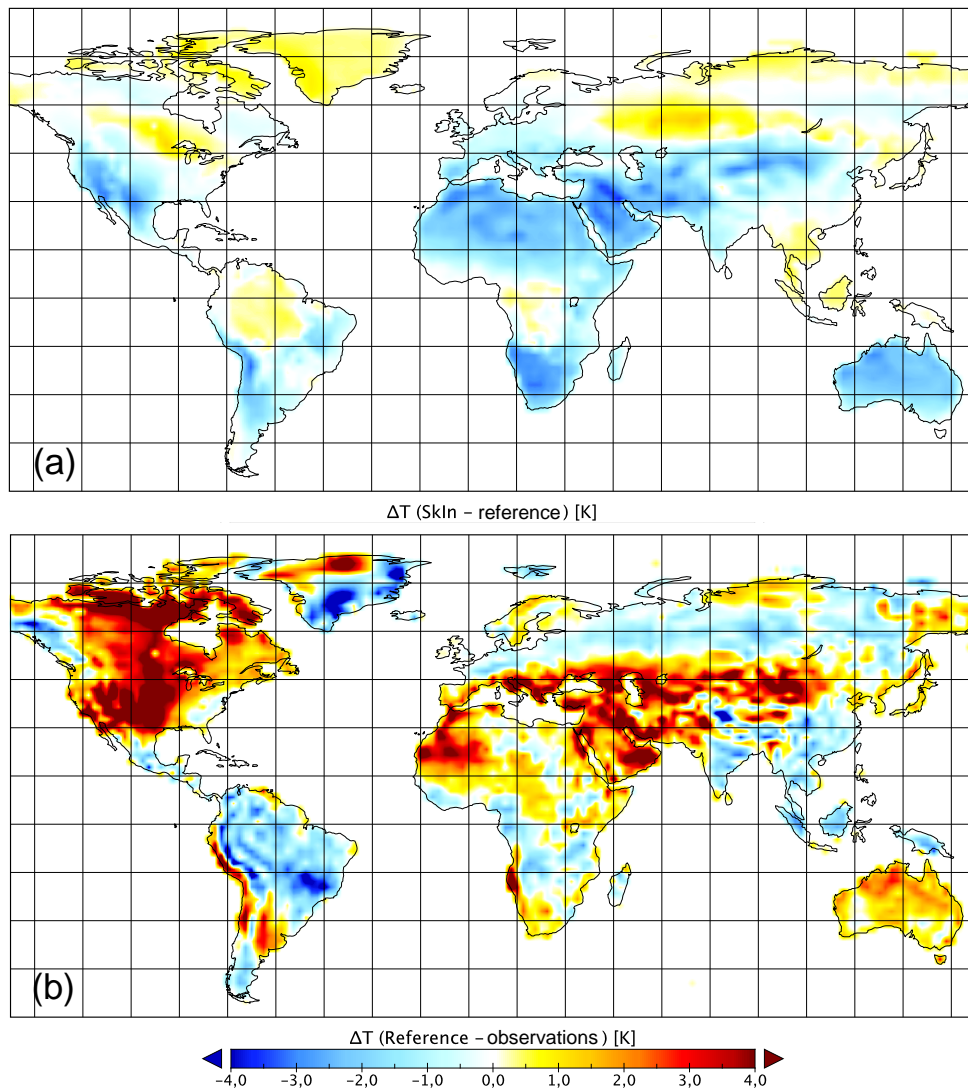 (a)
ΔT (SkIn – reference) [K]
(b)
ΔT (Reference – observations) [K]
-4,0 -3,0 -2,0 -1,0 0,0 1,0 2,0 3,0 4,0